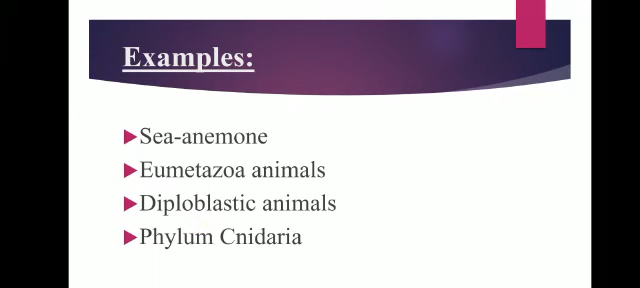 Examples:
Sea-anemone
Eumetazoa animals
Diploblastic animals
Phylum Cnidaria